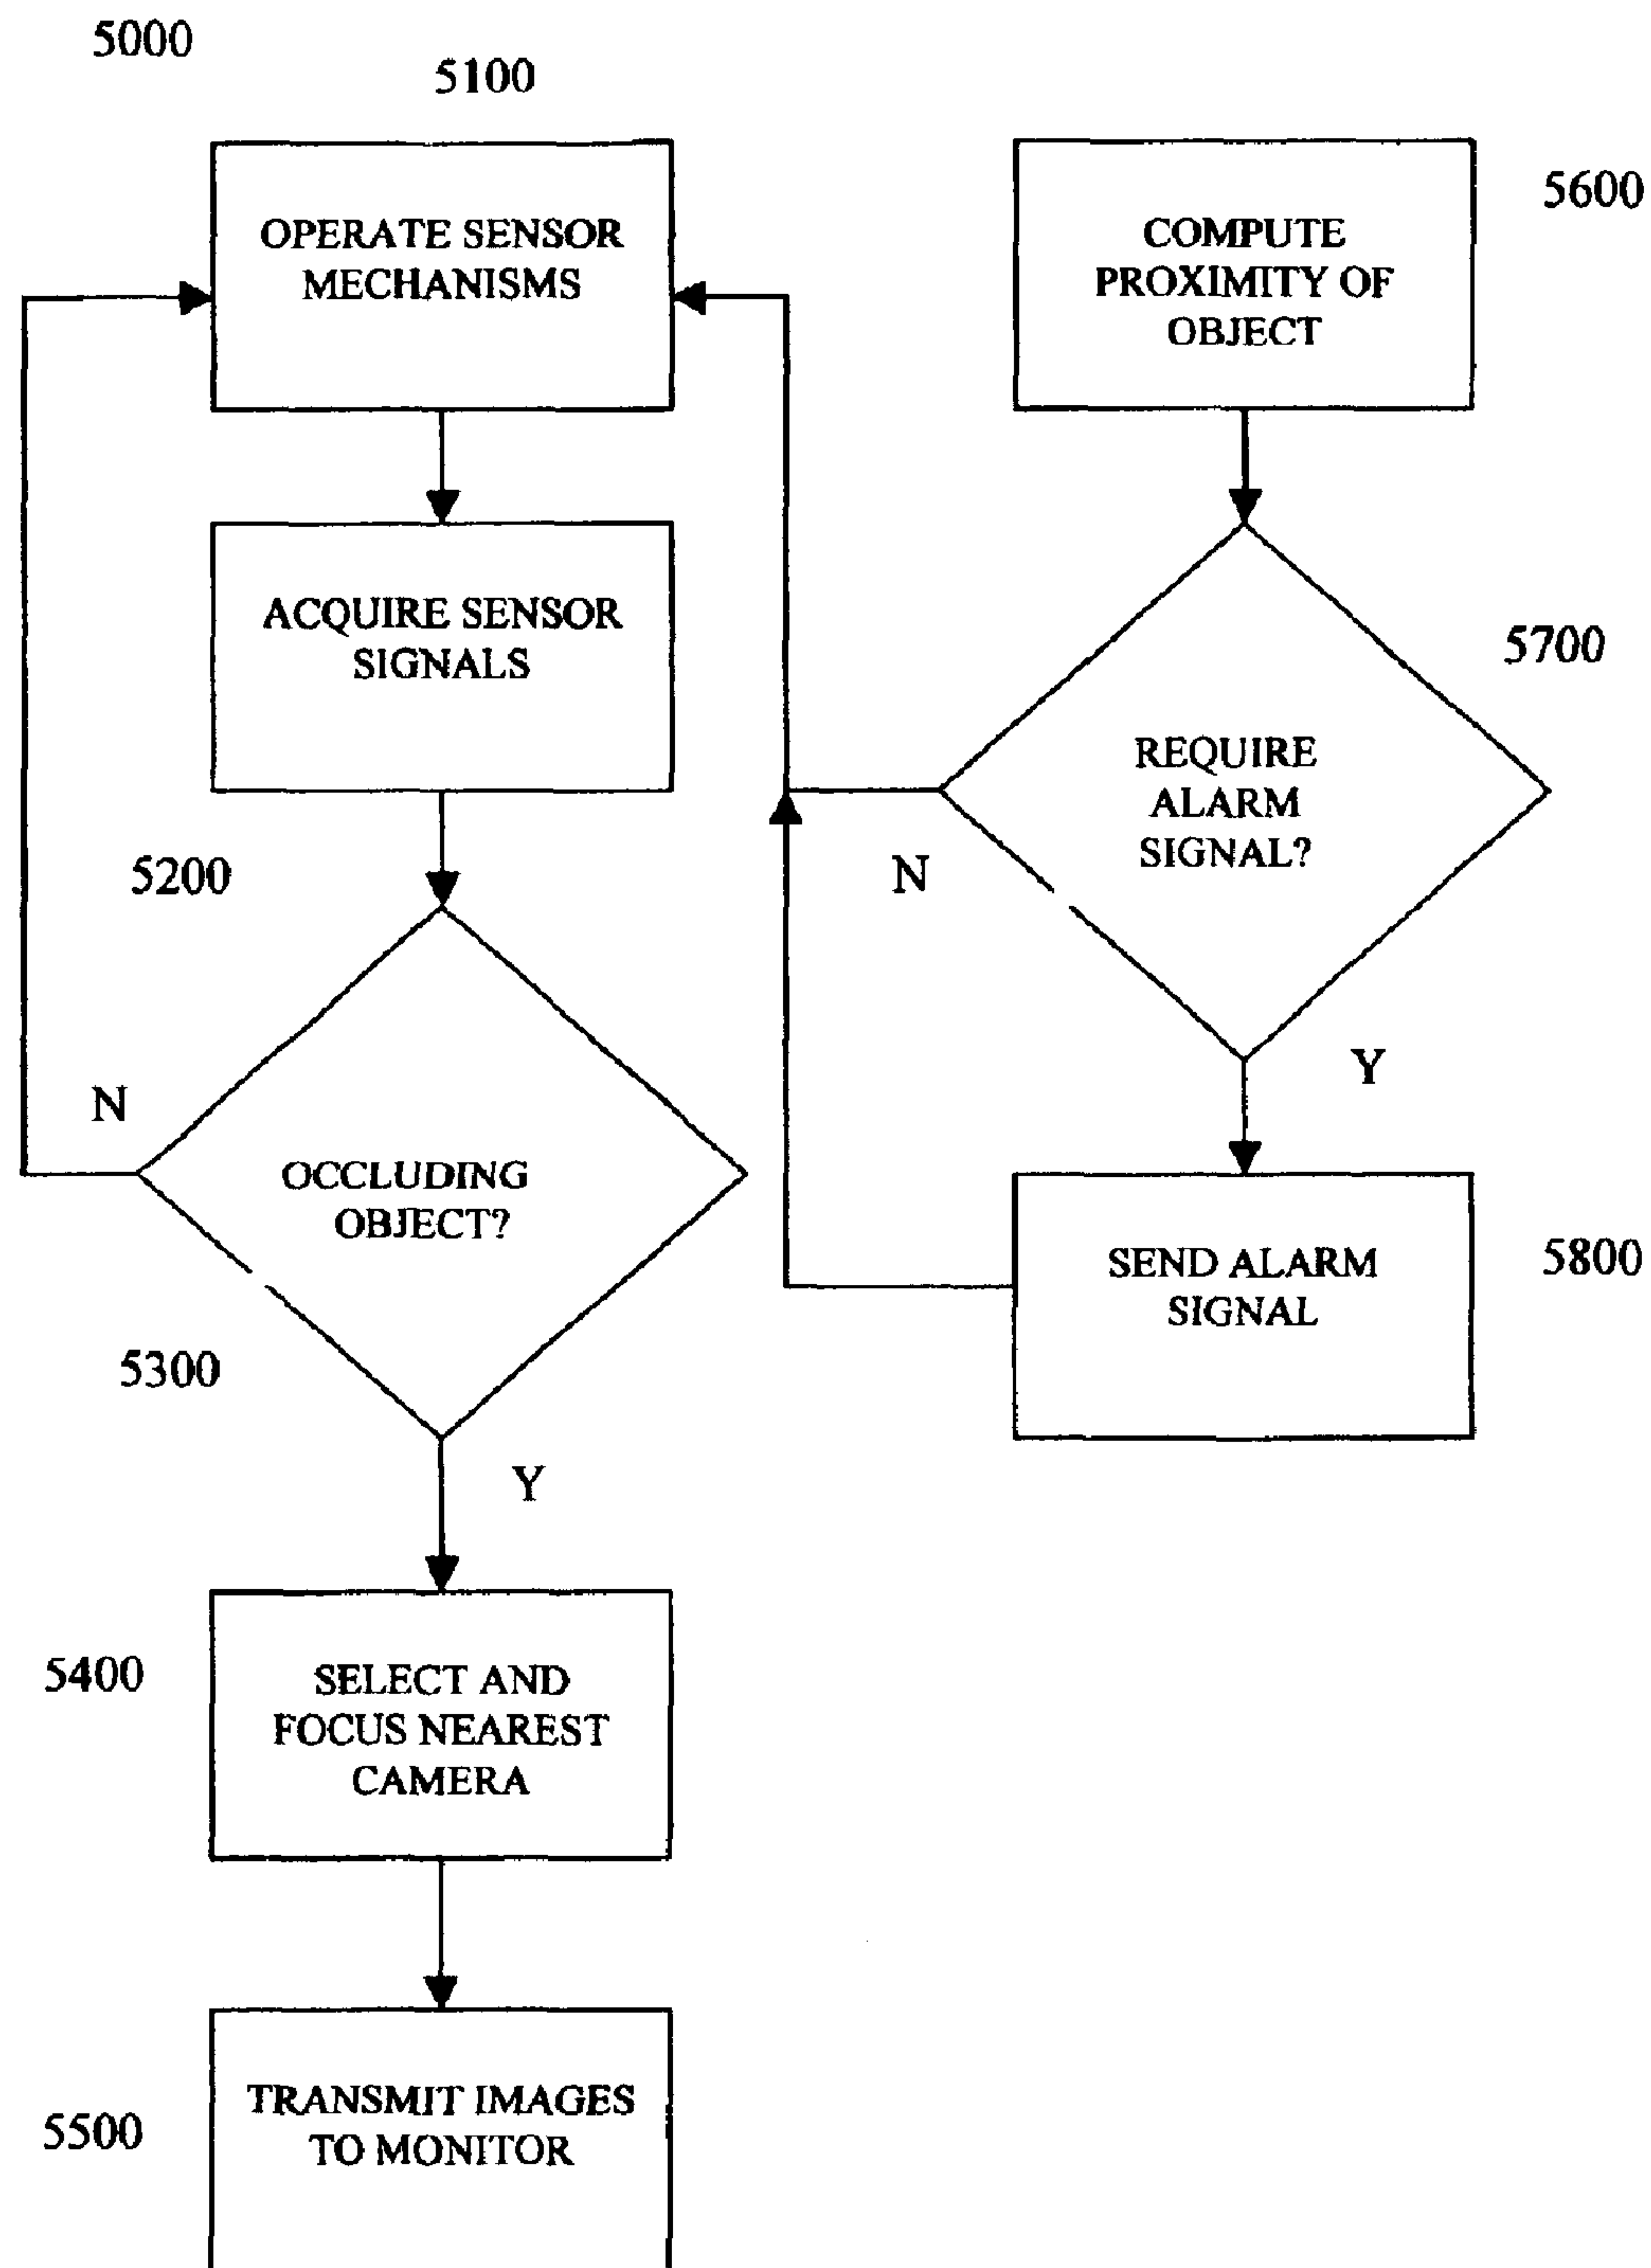 5000
5100
OPERATE SENSOR
MECHANISMS
ACQUIRE SENSOR
SIGNALS
5200
N
OCCLUDING
OBJECT?
5300
Y
5400
SELECT AND
FOCUS NEAREST
CAMERA
5500
TRANSMIT IMAGES
TO MONITOR
COMPUTE
PROXIMITY OF
OBJECT
5600
5700
REQUIRE
ALARM
SIGNAL?
N
Y
SEND ALARM
SIGNAL
5800